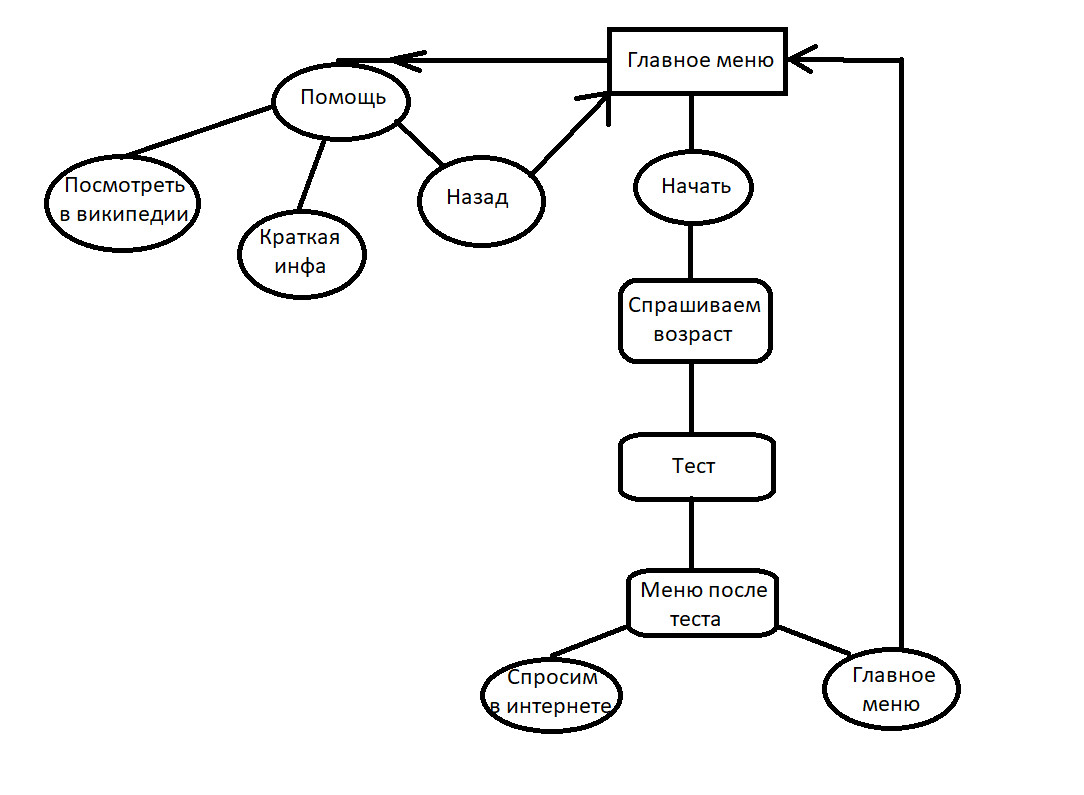 Главное меню
Помощь
Посмотреть
в википедии
Краткая
инфа
Назад
Начать
Спрашиваем
возраст
Тест
Меню после
теста
Спросим
в интернете
Главное
меню